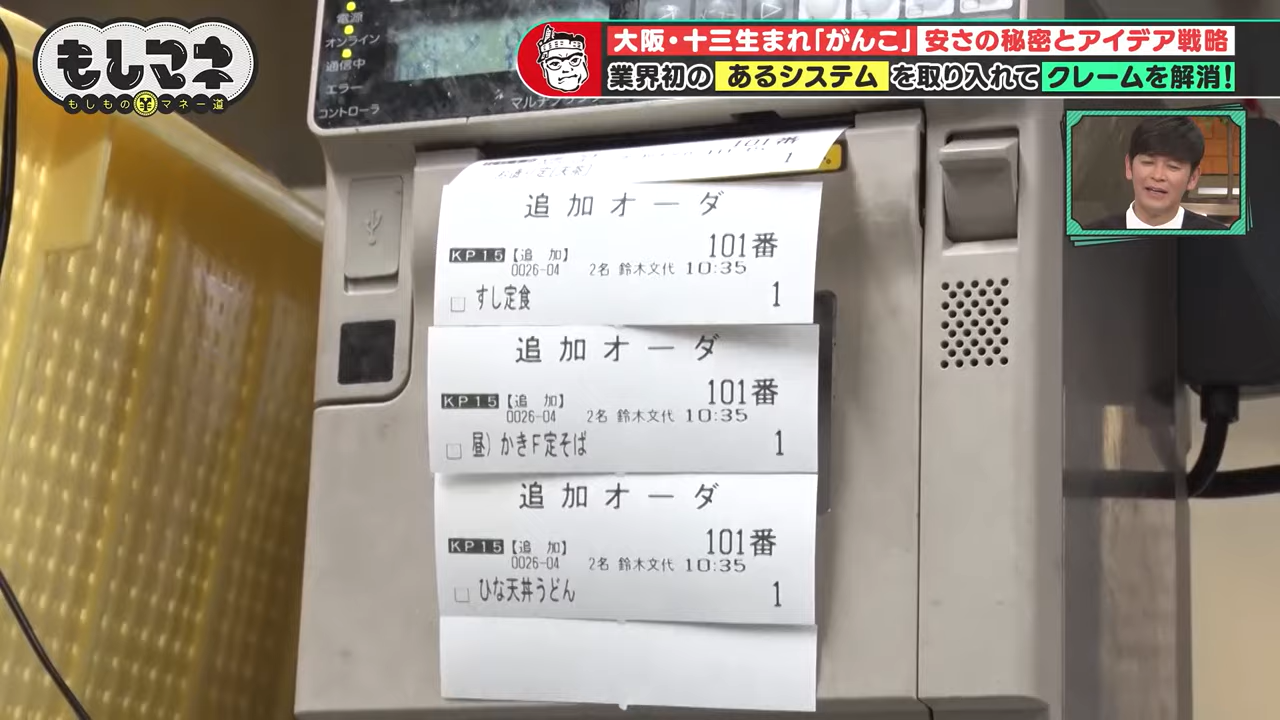 もしマネ
もしもの マネー道
大阪・十三生まれ「がんこ」 安さの秘密とアイデア戦略
業界初の あるシステム を取り入れて クレームを解消!
電源
オンライン
通信中
エラー
コントローラ
101番
1
追加オーダ
101番
KP15【追 加】
0026-04 2名 鈴木文代 10:35
□ すし定食 1
追加オーダ
101番
KP15【追 加】
0026-04 2名 鈴木文代 10:35
□ 昼)かきF定そば 1
追加オーダ
101番
KP15【追 加】
0026-04 2名 鈴木文代 10:35
□ ひな天丼うどん 1